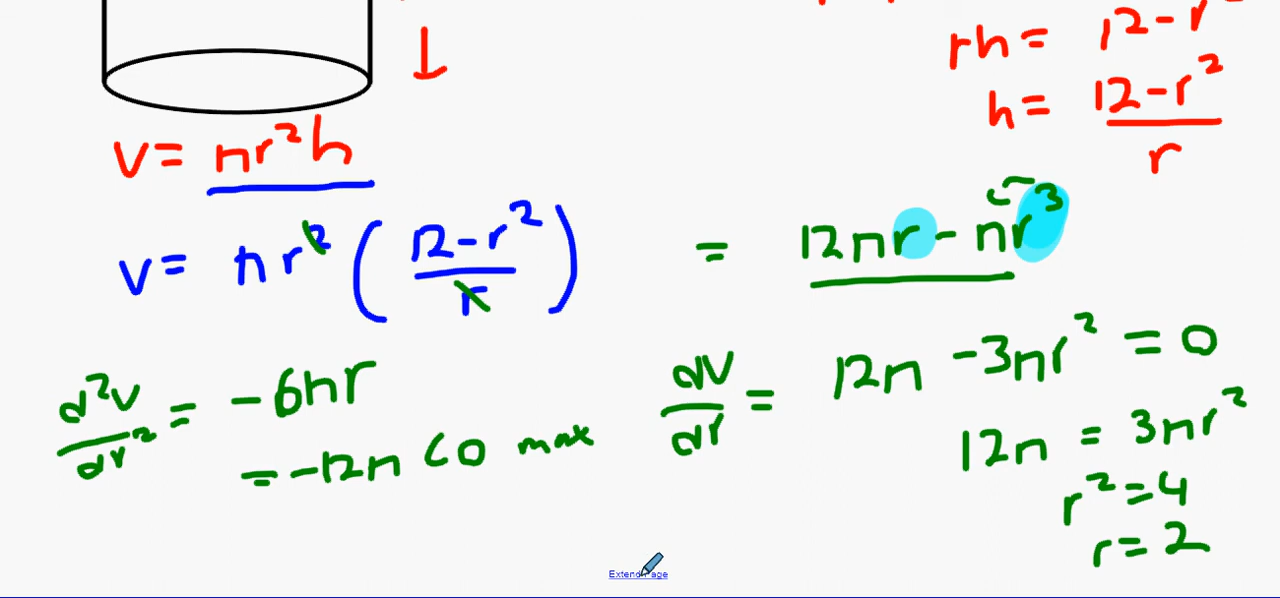 rh = 12 - r²
h = 12 - r² / r
V = πr²h
V = πr² ( 12 - r² / r ) = 12πr - πr³
dV/dr = 12π - 3πr² = 0
12π = 3πr²
r² = 4
r = 2
d²V/dr² = -6πr
= -12π < 0 max
Extend Page